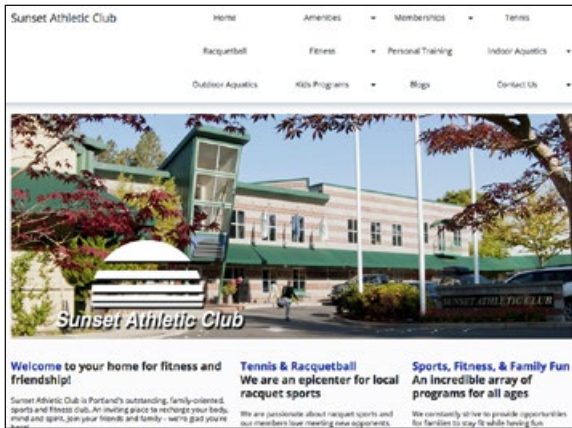 Sunset Athletic Club
Home Amenities Memberships Tennis
Racquetball Fitness Personal Training Indoor Aquatics
Outdoor Aquatics Kids Programs Blogs Contact Us
SUNSET ATHLETIC CLUB
Sunset Athletic Club
Welcome to your home for fitness and
friendship!
Sunset Athletic Club is Portland's outstanding, family-oriented,
sports and fitness club. An inviting place to recharge your body,
mind and spirit. Join your friends and family - we're glad you're
here!
Tennis & Racquetball
We are an epicenter for local
racquet sports
We are passionate about racquet sports and
our members love meeting new opponents.
Sports, Fitness, & Family Fun
An incredible array of
programs for all ages
We constantly strive to provide opportunities
for families to stay fit while having fun